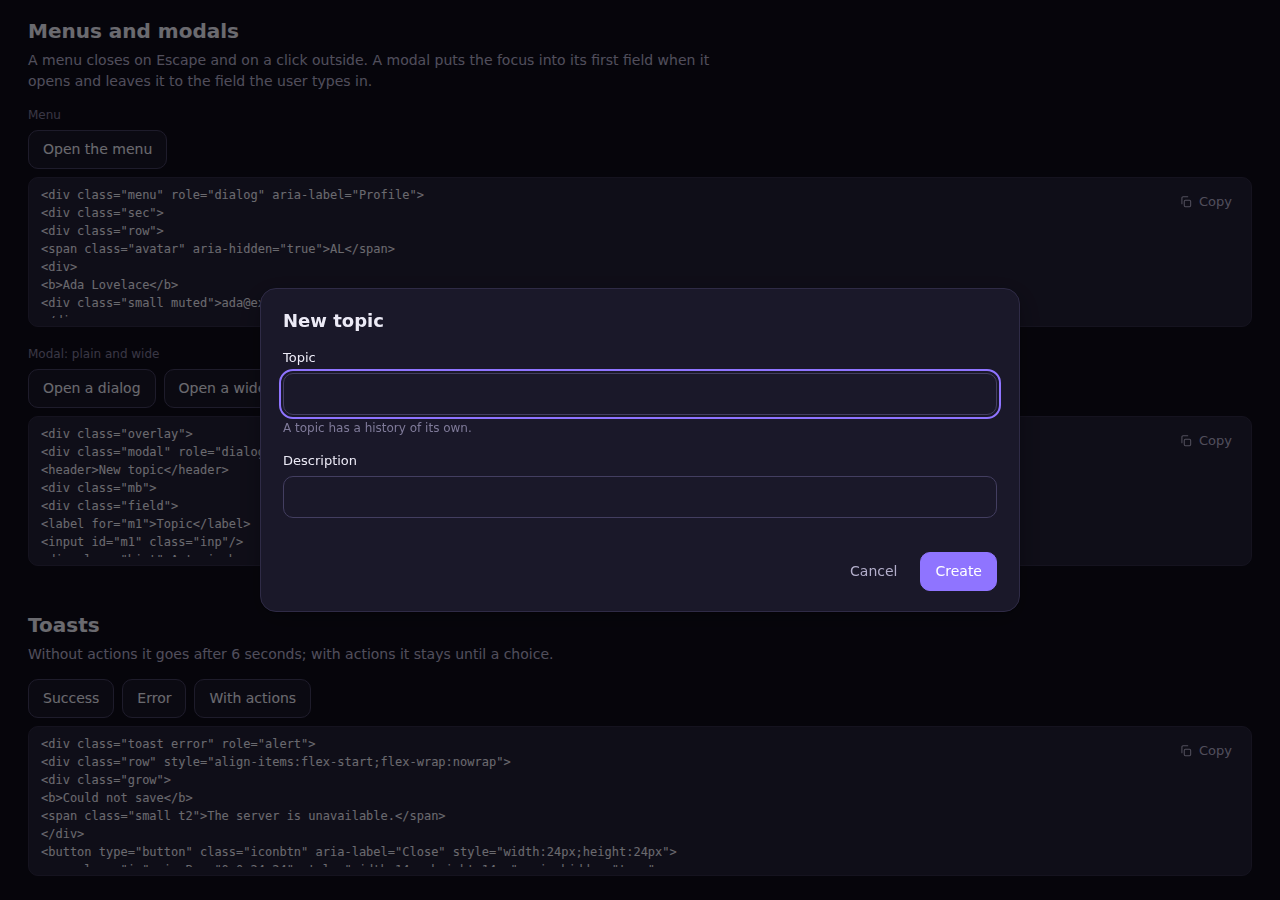 Menus and modals
A menu closes on Escape and on a click outside. A modal puts the focus into its first field when it
opens and leaves it to the field the user types in.
Menu
Open the menu
<div class="menu" role="dialog" aria-label="Profile">
<div class="sec">
<div class="row">
<span class="avatar" aria-hidden="true">AL</span>
<div>
<b>Ada Lovelace</b>
<div class="small muted">ada@e
Copy
Modal: plain and wide
Open a dialog
Open a wid
<div class="overlay">
<div class="modal" role="dialog
<header>New topic</header>
<div class="mb">
<div class="field">
<label for="m1">Topic</label>
<input id="m1" class="inp"/>
Copy
New topic
Topic
A topic has a history of its own.
Description
Cancel
Create
Toasts
Without actions it goes after 6 seconds; with actions it stays until a choice.
Success
Error
With actions
<div class="toast error" role="alert">
<div class="row" style="align-items:flex-start;flex-wrap:nowrap">
<div class="grow">
<b>Could not save</b>
<span class="small t2">The server is unavailable.</span>
</div>
<button type="button" class="iconbtn" aria-label="Close" style="width:24px;height:24px">
Copy